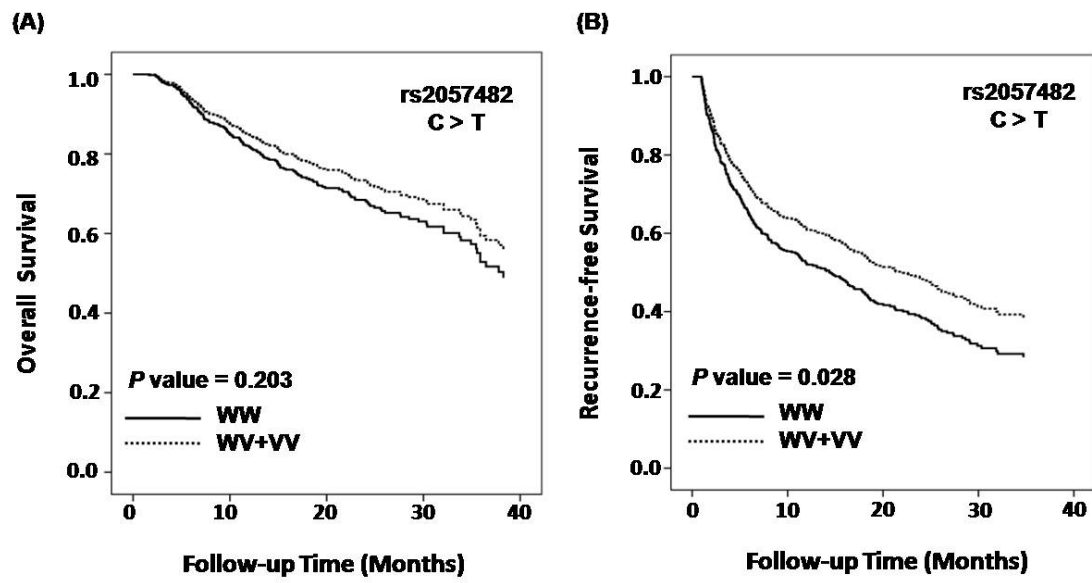 (A)
Overall Survival
1.0
0.8
0.6
0.4
0.2
0.0
rs2057482
C > T
P value = 0.203
WW
WV+VV
0 10 20 30 40
Follow-up Time (Months)
(B)
Recurrence-free Survival
1.0
0.8
0.6
0.4
0.2
0.0
rs2057482
C > T
P value = 0.028
WW
WV+VV
0 10 20 30 40
Follow-up Time (Months)